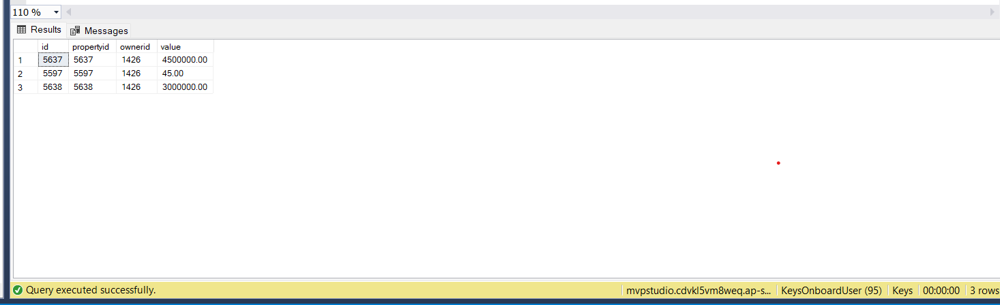 110 %
Results Messages
id propertyid ownerid value
1 5637 5637 1426 4500000.00
2 5597 5597 1426 45.00
3 5638 5638 1426 3000000.00
Query executed successfully. mvpstudio.cdvkl5vm8weq.ap-s... KeysOnboardUser (95) Keys 00:00:00 3 rows